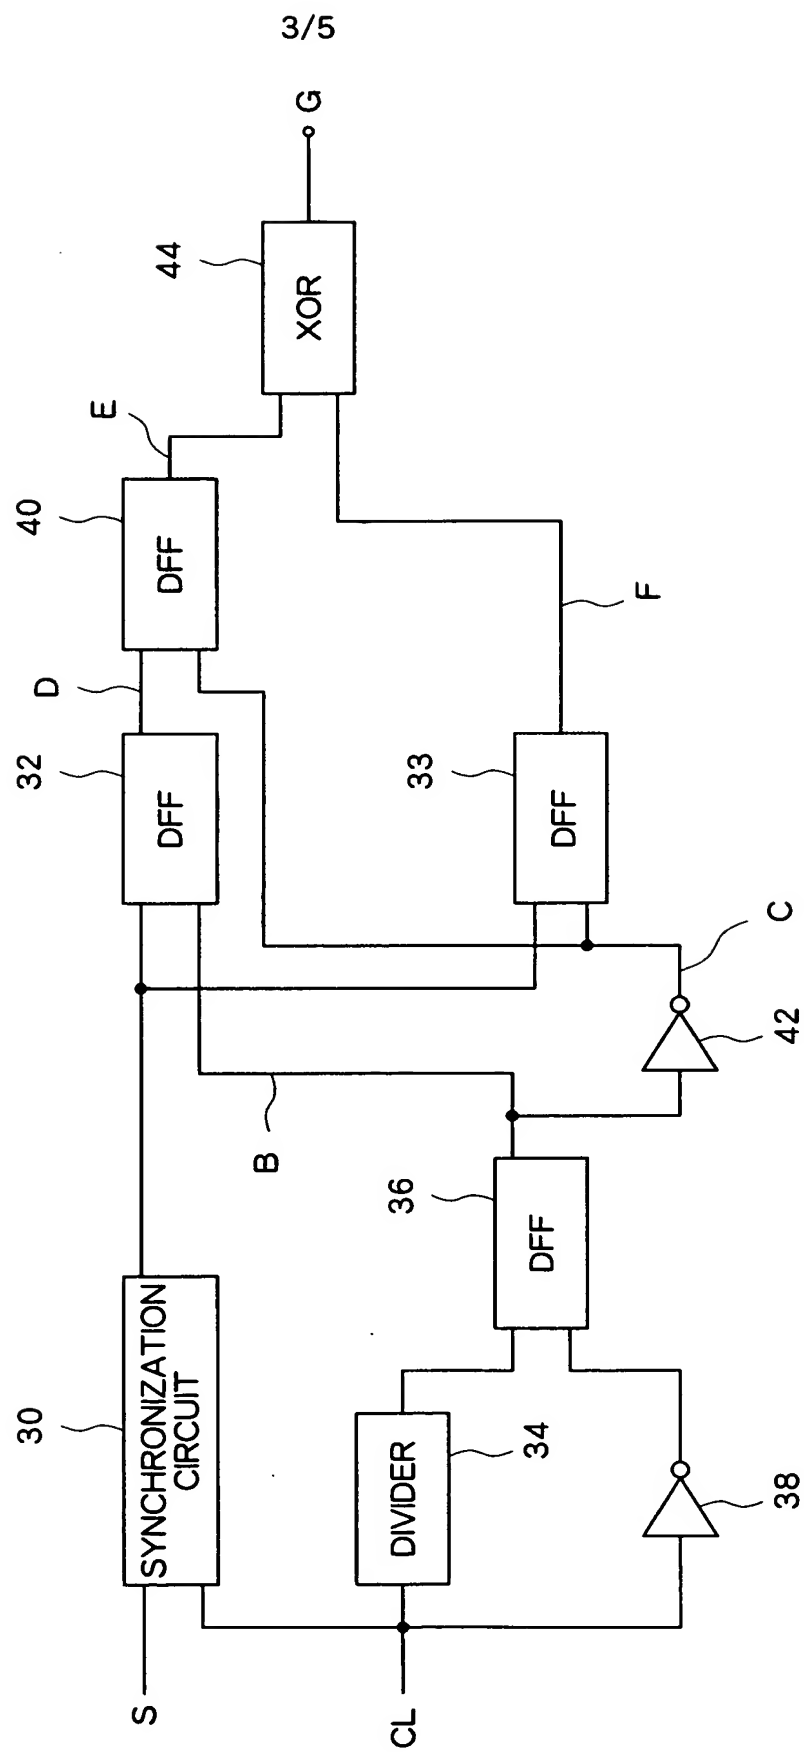 3/5
G
44
XOR
E
40
DFF
D
32
DFF
F
33
DFF
C
42
B
36
DFF
30
SYNCHRONIZATION
CIRCUIT
34
DIVIDER
38
S
CL